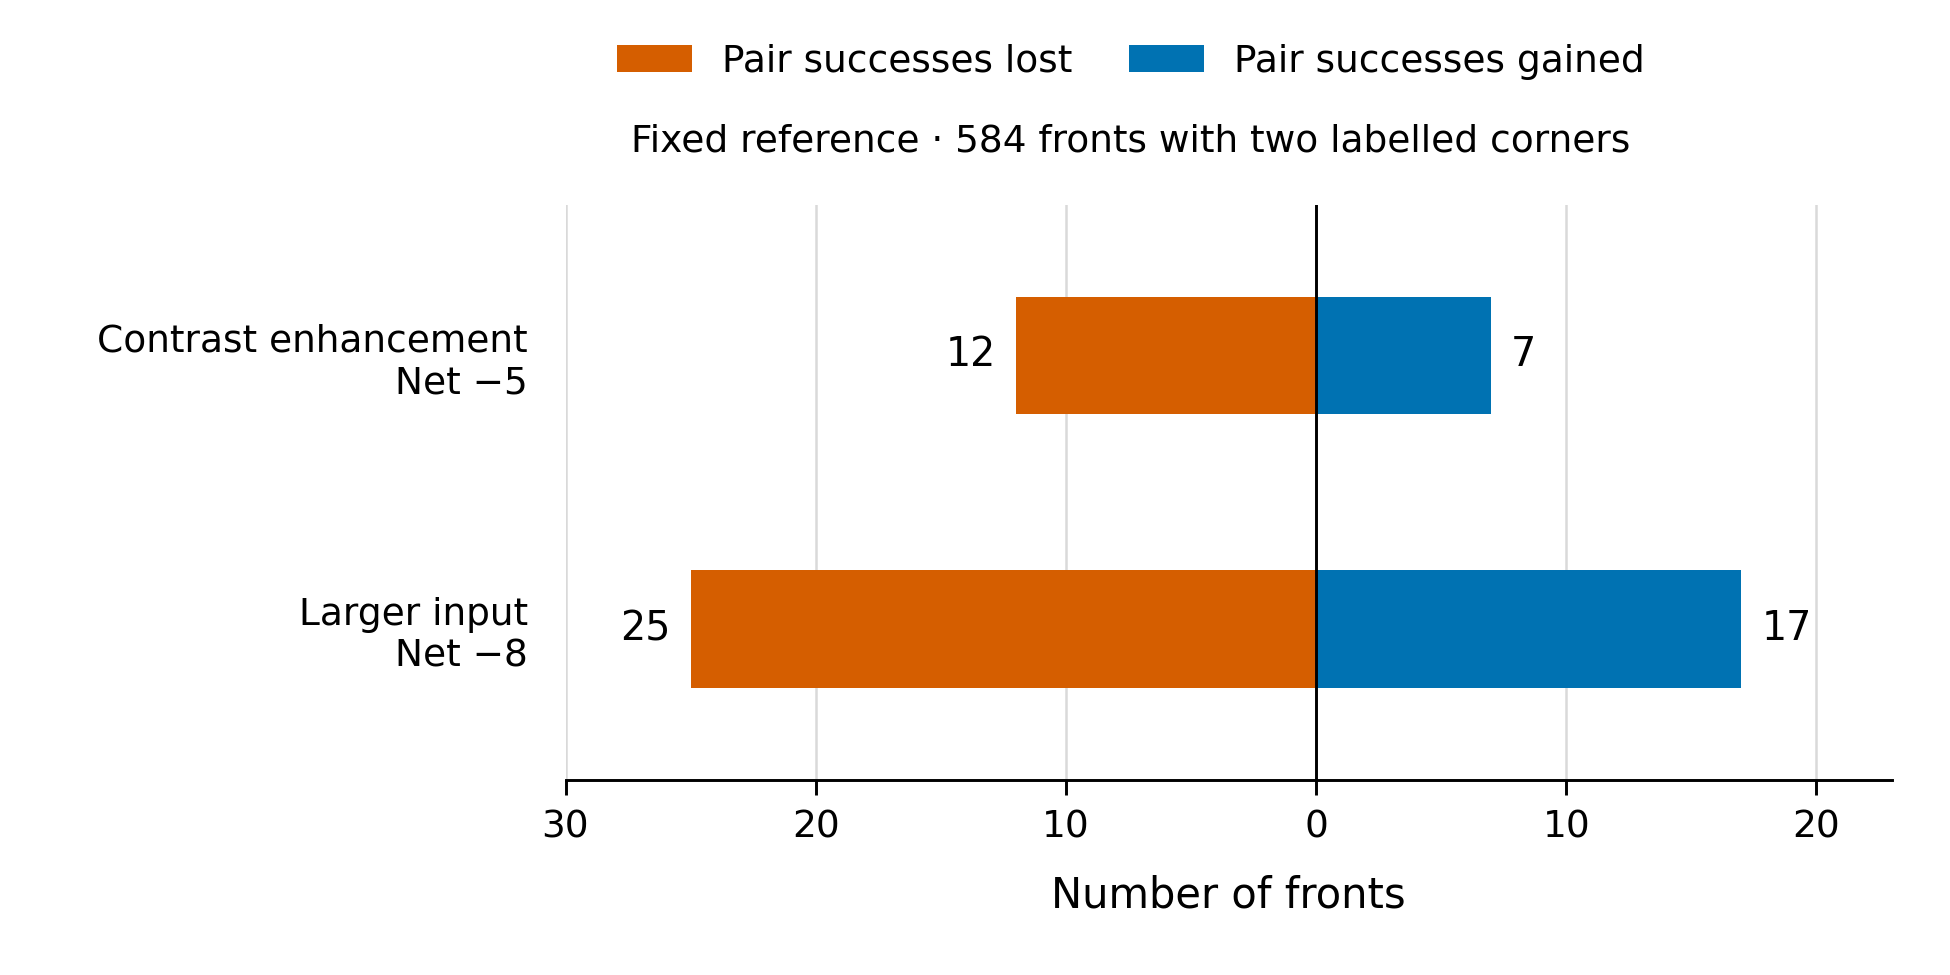 Pair successes lost
Pair successes gained
Fixed reference · 584 fronts with two labelled corners
Contrast enhancement
Net −5
12
7
Larger input
Net −8
25
17
30 20 10 0 10 20
Number of fronts